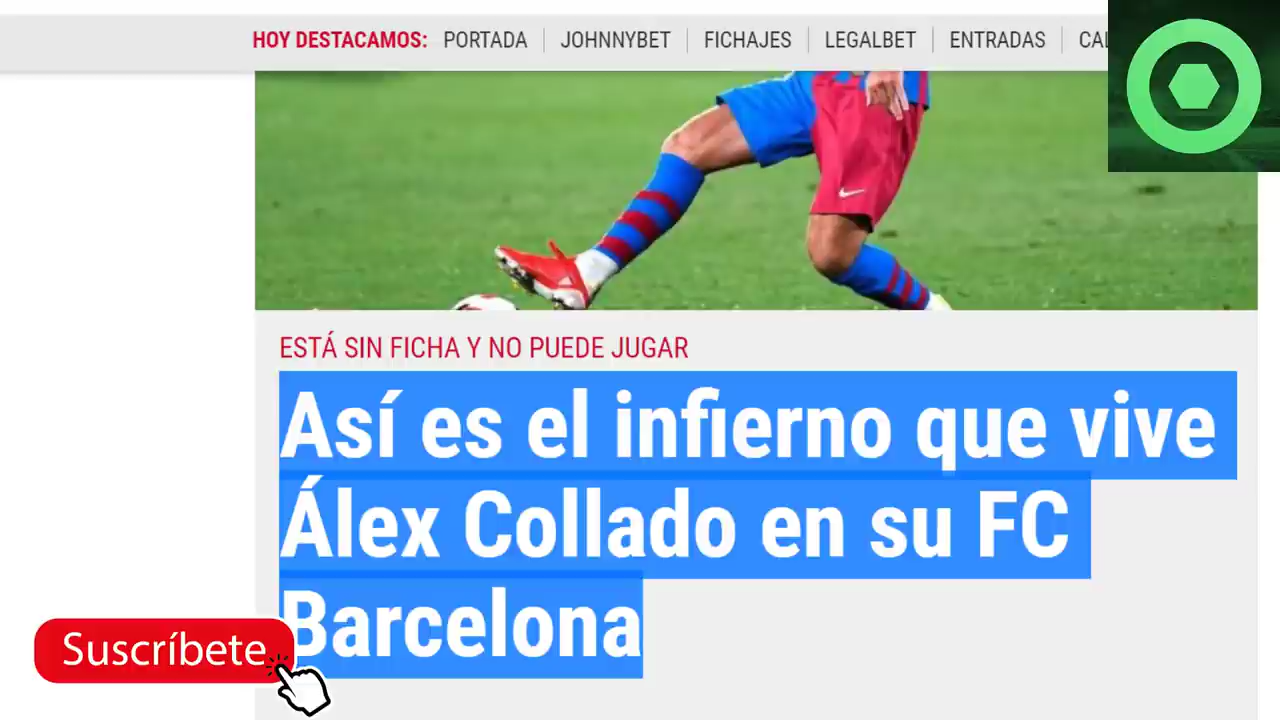 HOY DESTACAMOS: PORTADA JOHNNYBET FICHAJES LEGALBET ENTRADAS
ESTÁ SIN FICHA Y NO PUEDE JUGAR
Así es el infierno que vive
Álex Collado en su FC
Barcelona
Suscríbete